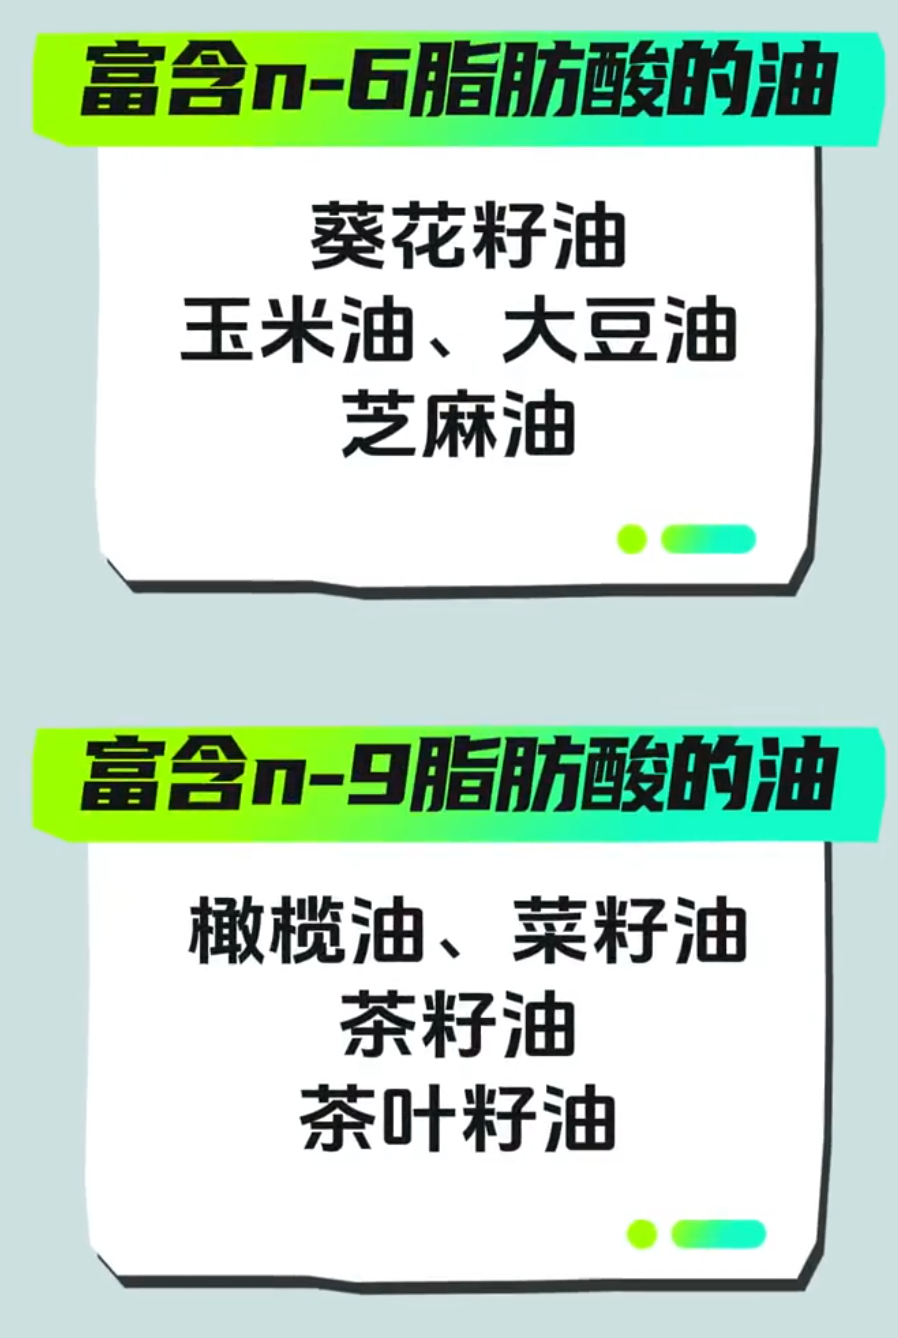 富含n-6脂肪酸的油
葵花籽油
玉米油、大豆油
芝麻油
富含n-9脂肪酸的油
橄榄油、菜籽油
茶籽油
茶叶籽油